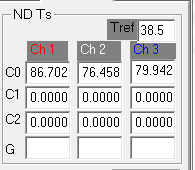 ND Ts
Tref 38.5
Ch 1 Ch 2 Ch 3
C0 86.702 76.458 79.942
C1 0.0000 0.0000 0.0000
C2 0.0000 0.0000 0.0000
G